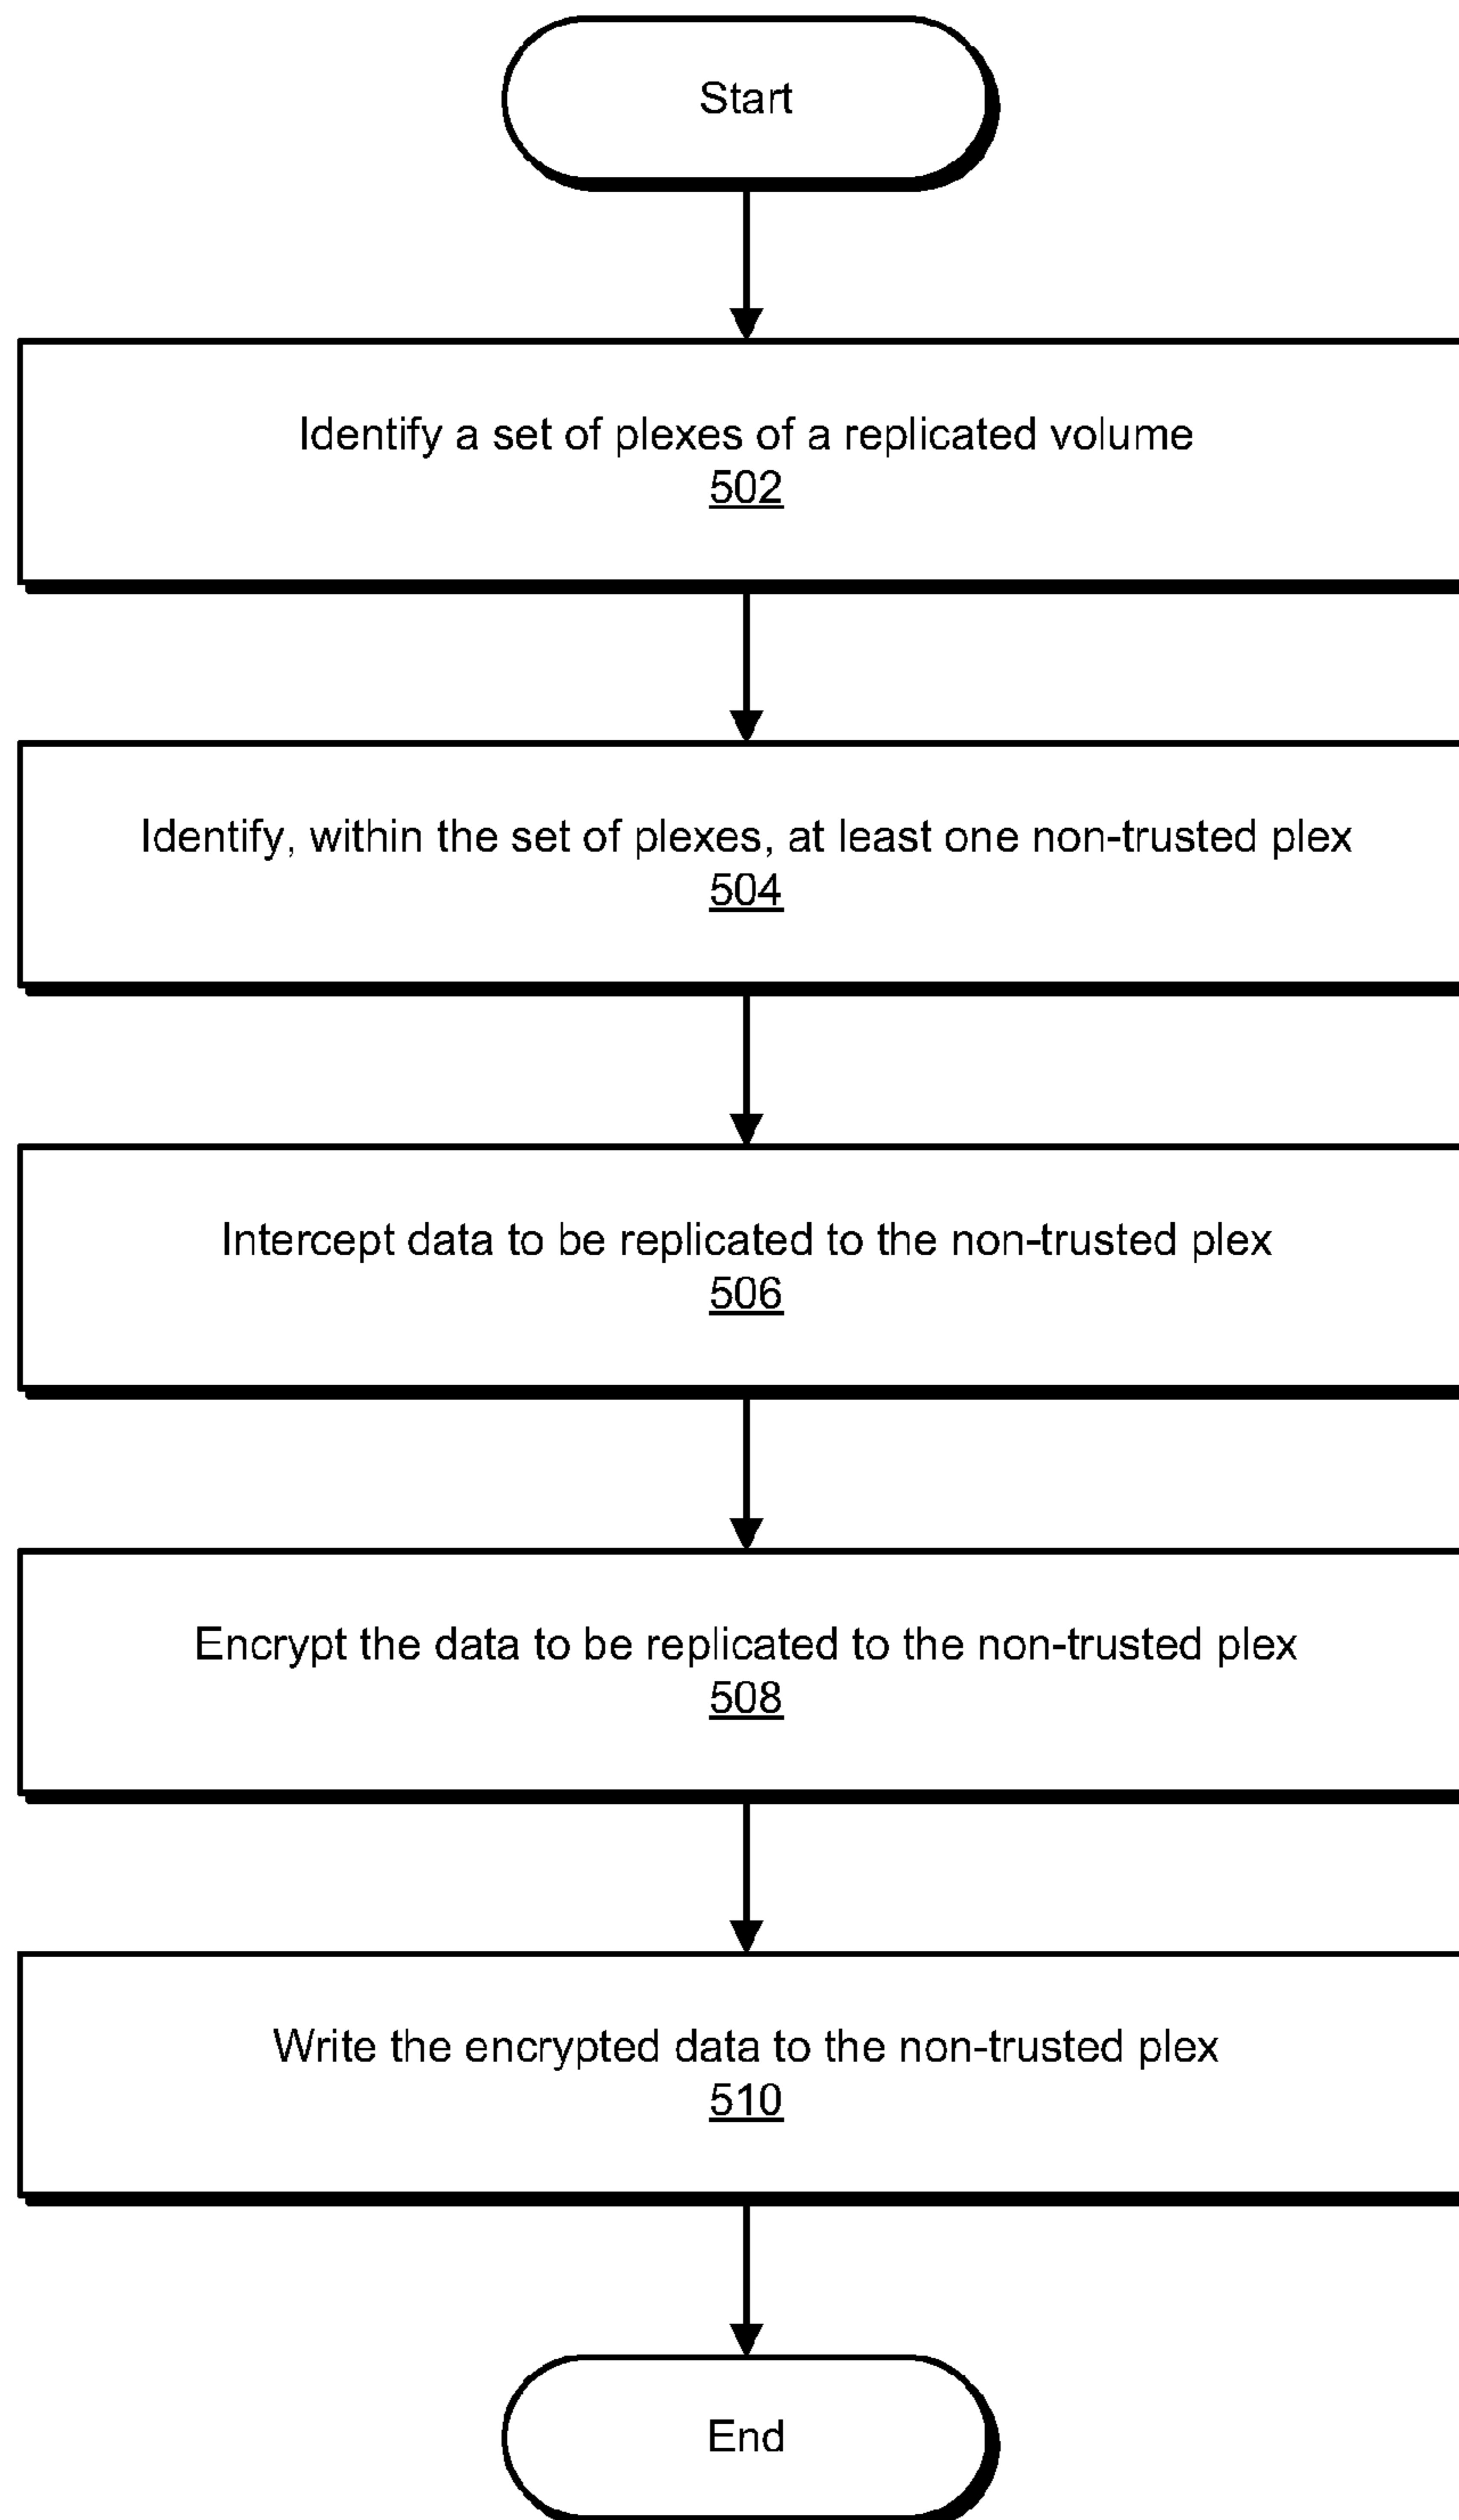 Start
Identify a set of plexes of a replicated volume
502
Identify, within the set of plexes, at least one non-trusted plex
504
Intercept data to be replicated to the non-trusted plex
506
Encrypt the data to be replicated to the non-trusted plex
508
Write the encrypted data to the non-trusted plex
510
End